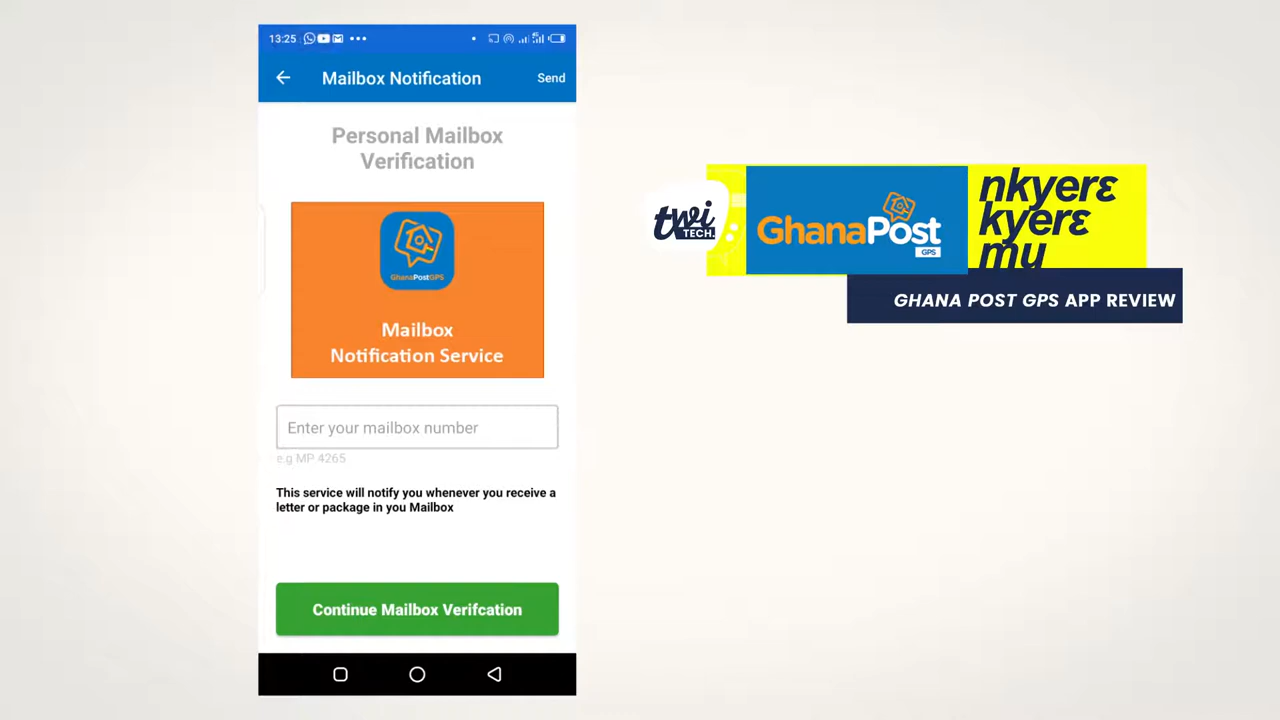 13:25
Mailbox Notification
Send
Personal Mailbox
Verification
GhanaPostGPS
Mailbox
Notification Service
Enter your mailbox number
e.g MP 4265
This service will notify you whenever you receive a
letter or package in you Mailbox
Continue Mailbox Verifcation
twi
TECH.
GhanaPost
GPS
nkyerɛ
kyerɛ
mu
GHANA POST GPS APP REVIEW